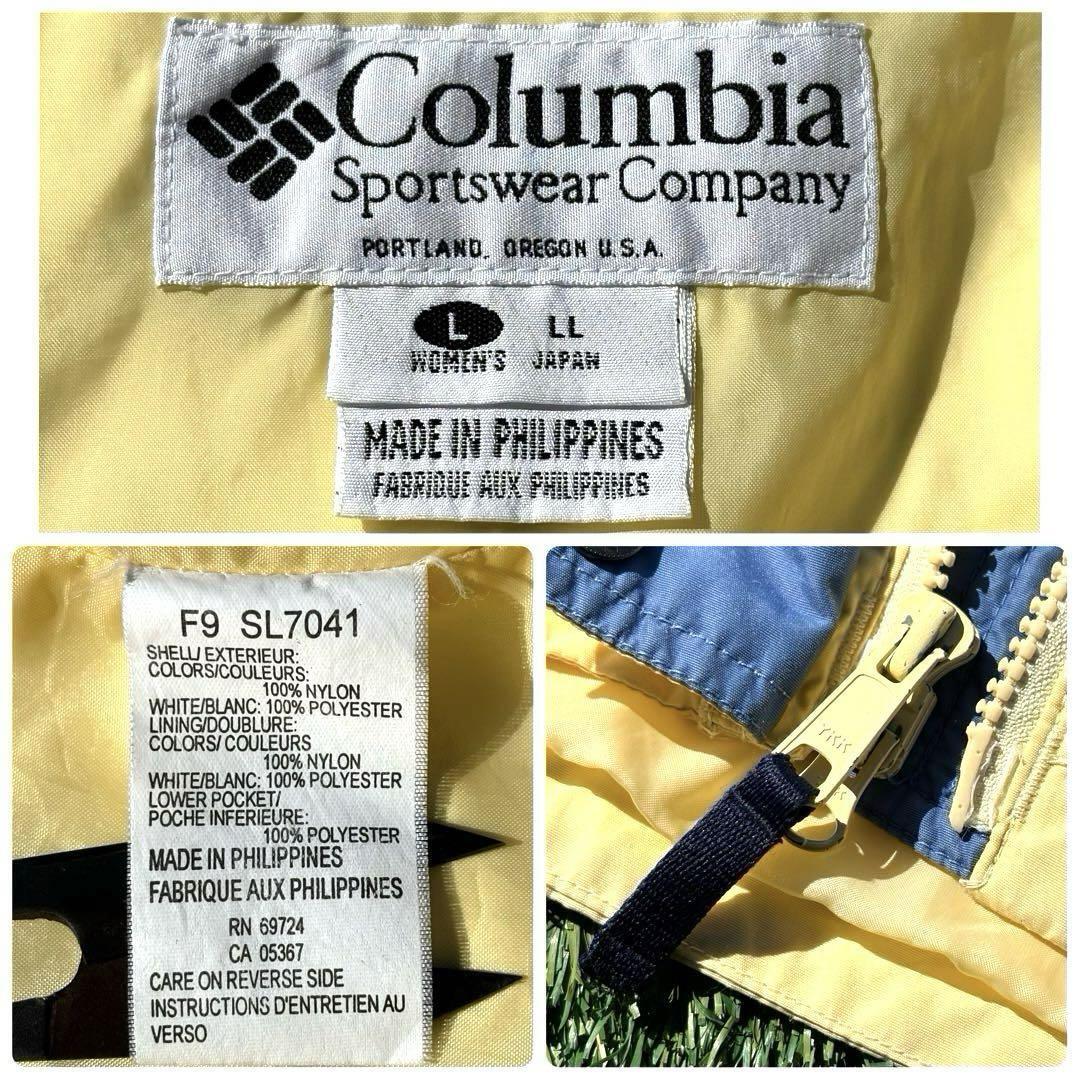 Columbia
Sportswear Company
PORTLAND, OREGON U.S.A.
L LL
WOMEN'S JAPAN
MADE IN PHILIPPINES
FABRIQUE AUX PHILIPPINES
F9 SL7041
SHELL/ EXTERIEUR:
COLORS/COULEURS:
100% NYLON
WHITE/BLANC: 100% POLYESTER
LINING/DOUBLURE:
COLORS/ COULEURS
100% NYLON
WHITE/BLANC: 100% POLYESTER
LOWER POCKET/
POCHE INFERIEURE:
100% POLYESTER
MADE IN PHILIPPINES
FABRIQUE AUX PHILIPPINES
RN 69724
CA 05367
CARE ON REVERSE SIDE
INSTRUCTIONS D'ENTRETIEN AU
VERSO
YKK